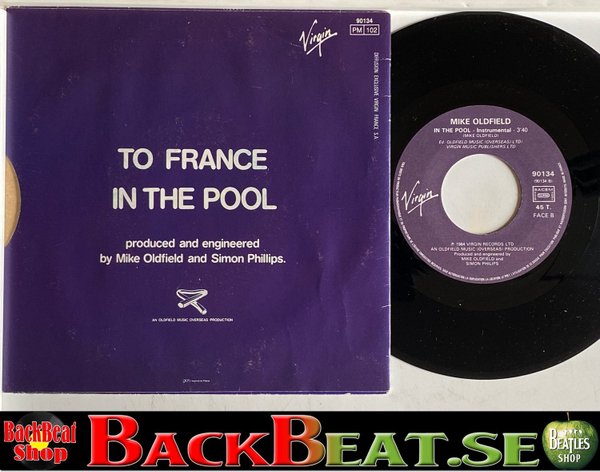 Virgin
90134
PM 102
DIFFUSION EXCLUSIVE VIRGIN FRANCE S.A.
TO FRANCE
IN THE POOL
produced and engineered
by Mike Oldfield and Simon Phillips.
AN OLDFIELD MUSIC (OVERSEAS) PRODUCTION
MIKE OLDFIELD
IN THE POOL - Instrumental - 3'40
(MIKE OLDFIELD)
Ed. OLDFIELD MUSIC (OVERSEAS) LTD/
VIRGIN MUSIC PUBLISHERS LTD
Virgin
90134
(90134 B)
SACEM
45 T.
FACE B
℗ 1984 VIRGIN RECORDS LTD
AN OLDFIELD MUSIC (OVERSEAS) PRODUCTION
Produced and engineered by
MIKE OLDFIELD and
SIMON PHILIPS
BackBeat
Shop
BACKBEAT.SE
BEATLES
SHOP